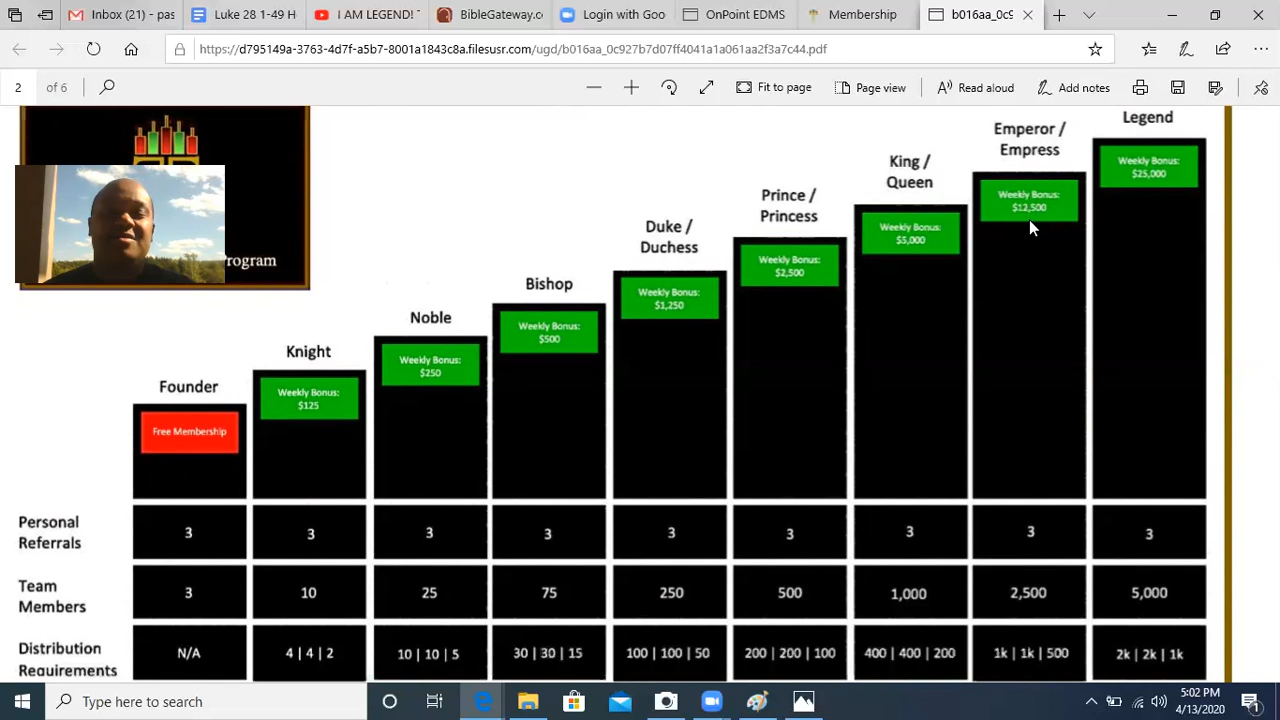 Inbox (21) - pas
Luke 28 1-49 H
I AM LEGEND!
BibleGateway.co
Login with Goo
OnPoint EDMS
Membership
b016aa_0c9
https://d795149a-3763-4d7f-a5b7-8001a1843c8a.filesusr.com/ugd/b016aa_0c927b7d07ff4041a1a061aa2f3a7c44.pdf
2 of 6
Fit to page
Page view
Read aloud
Add notes
rogram
Founder
Free Membership
Knight
Weekly Bonus:
$125
Noble
Weekly Bonus:
$250
Bishop
Weekly Bonus:
$500
Duke /
Duchess
Weekly Bonus:
$1,250
Prince /
Princess
Weekly Bonus:
$2,500
King /
Queen
Weekly Bonus:
$5,000
Emperor /
Empress
Weekly Bonus:
$12,500
Legend
Weekly Bonus:
$25,000
Personal
Referrals
3 3 3 3 3 3 3 3 3
Team
Members
3 10 25 75 250 500 1,000 2,500 5,000
Distribution
Requirements
N/A 4 | 4 | 2 10 | 10 | 5 30 | 30 | 15 100 | 100 | 50 200 | 200 | 100 400 | 400 | 200 1k | 1k | 500 2k | 2k | 1k
Type here to search
5:02 PM
4/13/2020
1